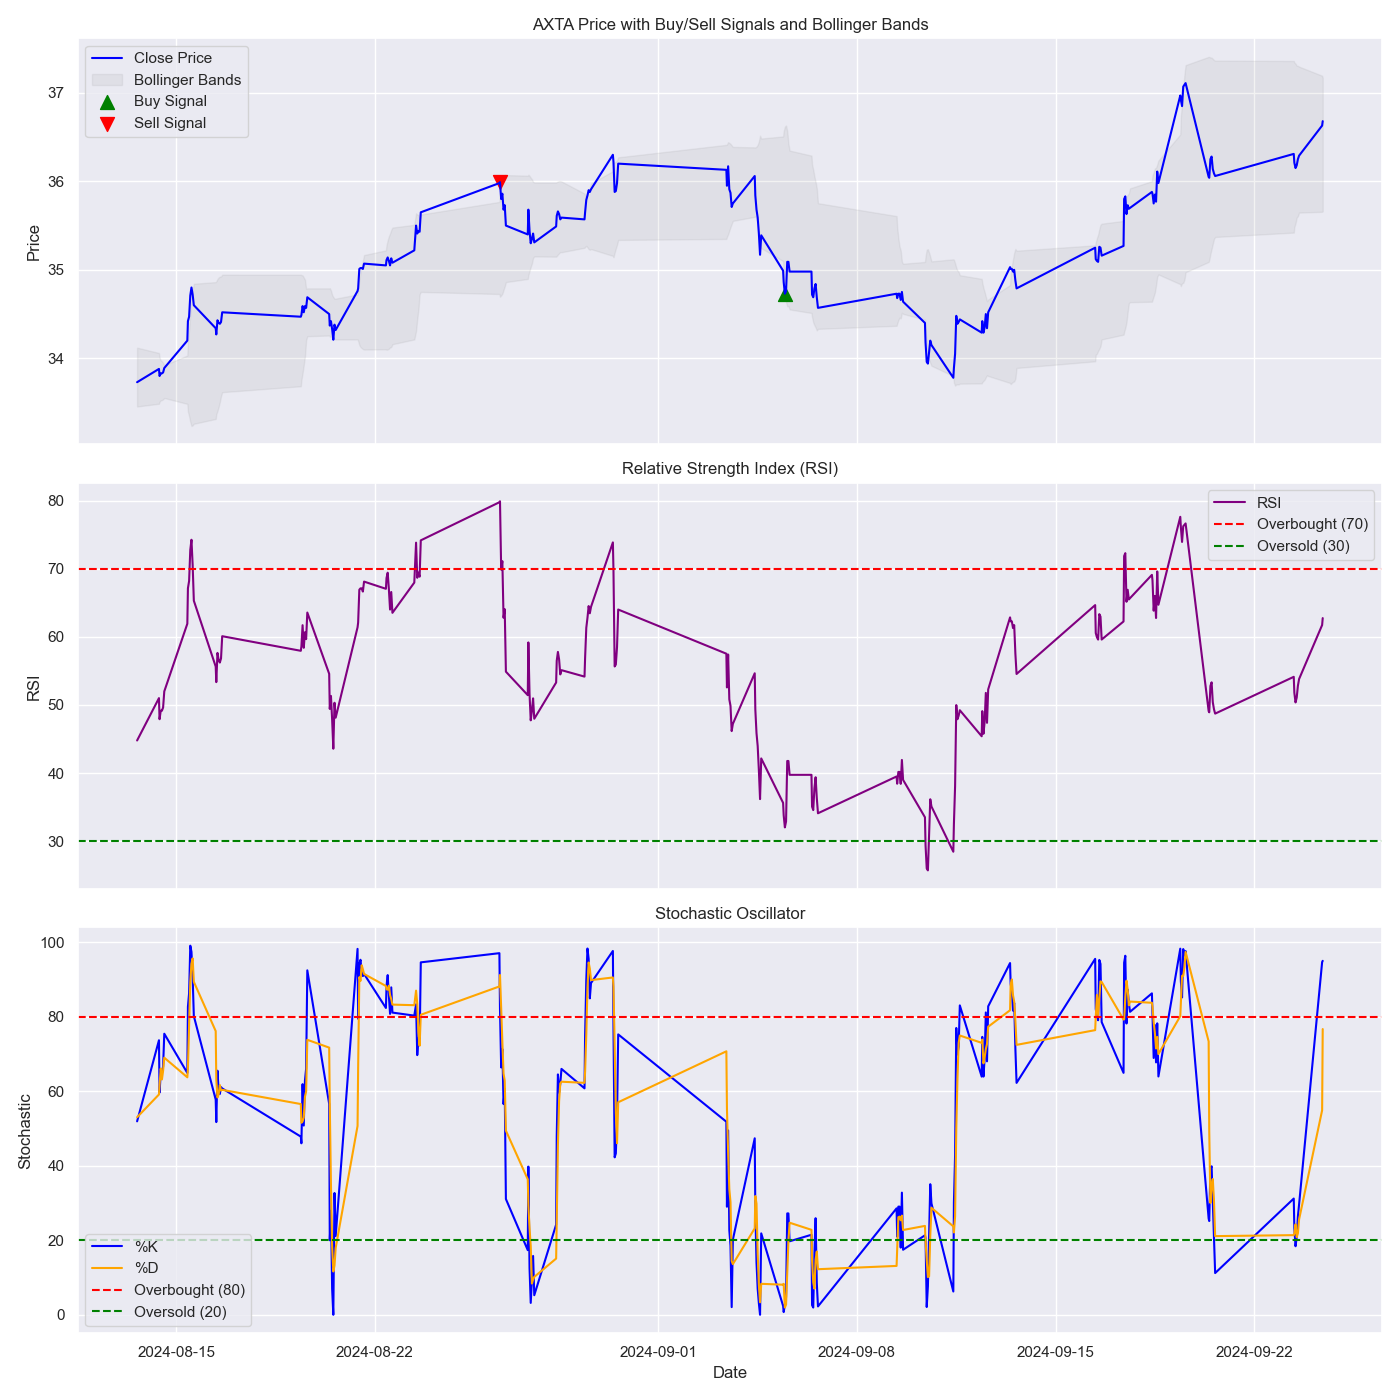 AXTA Price with Buy/Sell Signals and Bollinger Bands
Close Price
Bollinger Bands
Buy Signal
Sell Signal
37
36
35
34
Price
Relative Strength Index (RSI)
RSI
Overbought (70)
Oversold (30)
80
70
60
50
40
30
RSI
Stochastic Oscillator
100
80
60
40
20
0
Stochastic
%K
%D
Overbought (80)
Oversold (20)
2024-08-15 2024-08-22 2024-09-01 2024-09-08 2024-09-15 2024-09-22
Date